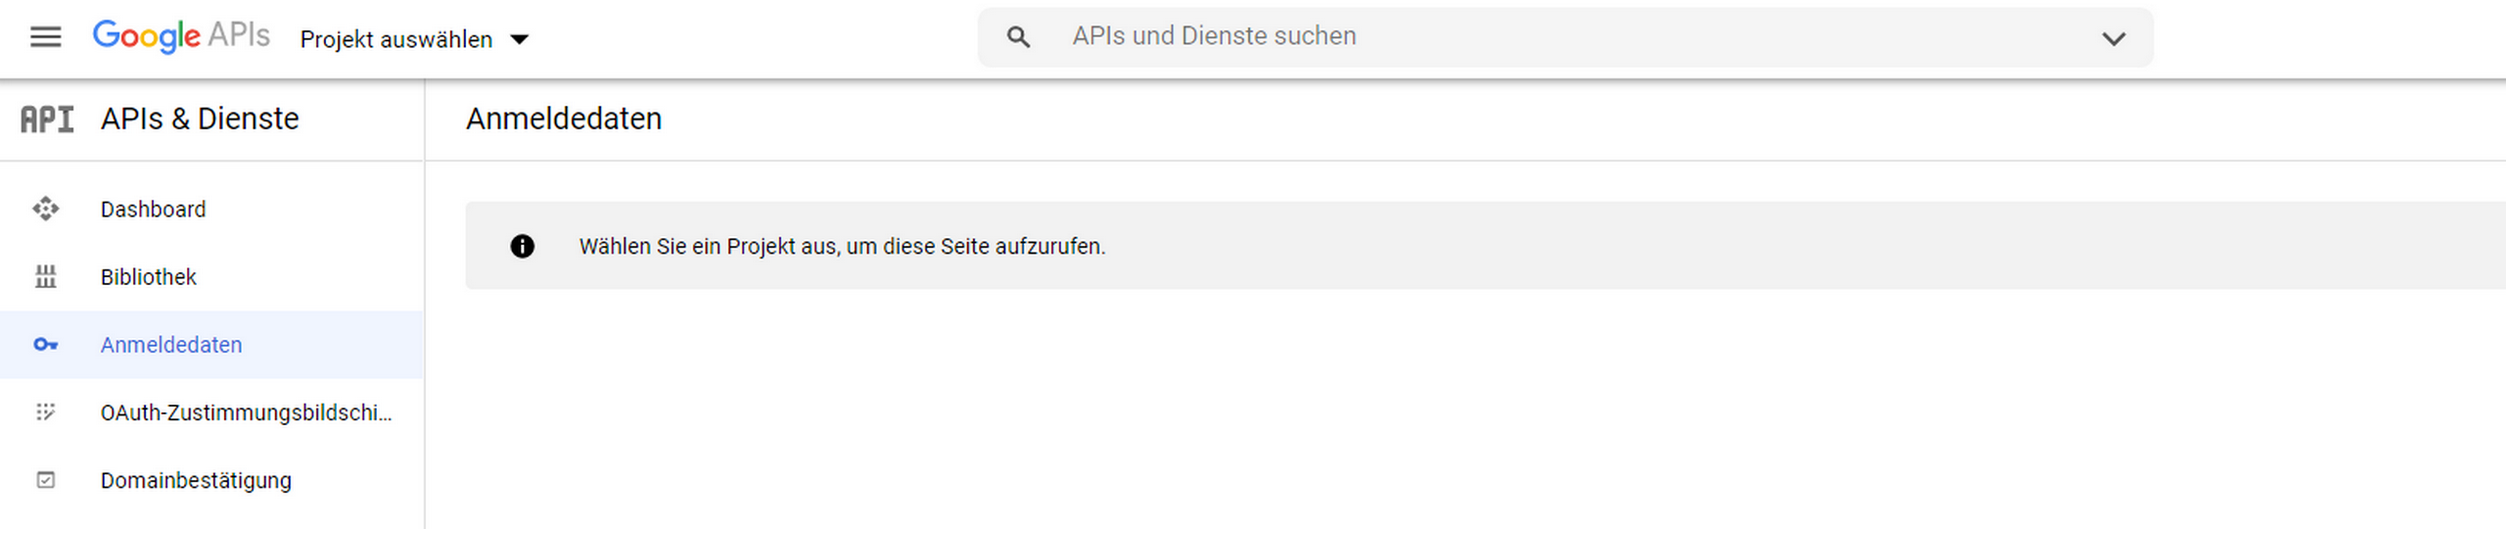 Google APIs Projekt auswählen APIs und Dienste suchen
API APIs & Dienste
Anmeldedaten
Dashboard
Bibliothek
Anmeldedaten
OAuth-Zustimmungsbildschi...
Domainbestätigung
Wählen Sie ein Projekt aus, um diese Seite aufzurufen.